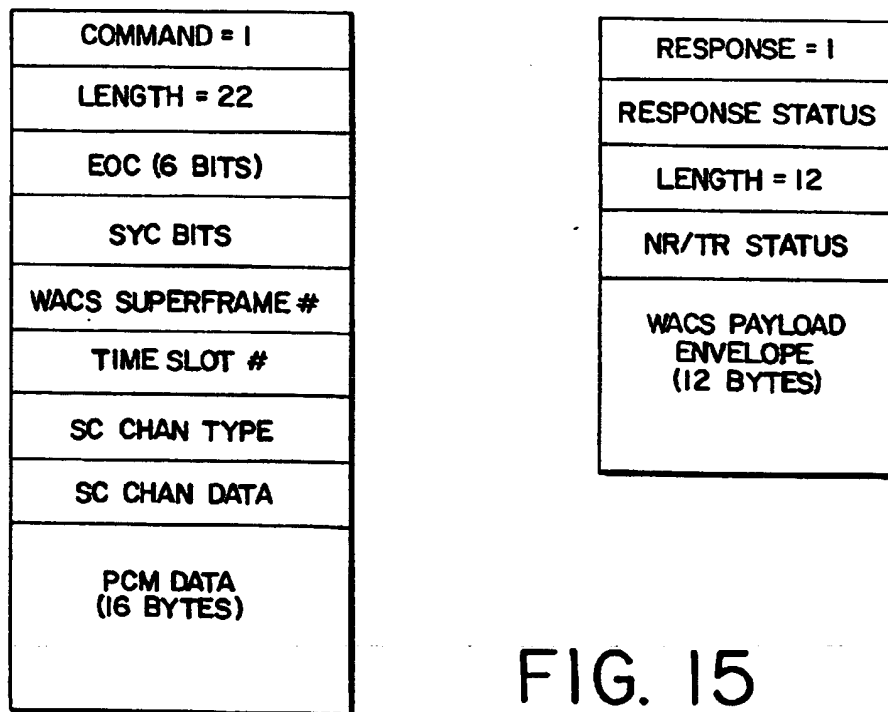 COMMAND = 1
LENGTH = 22
EOC (6 BITS)
SYC BITS
WACS SUPERFRAME #
TIME SLOT #
SC CHAN TYPE
SC CHAN DATA
PCM DATA
(16 BYTES)
RESPONSE = 1
RESPONSE STATUS
LENGTH = 12
NR/TR STATUS
WACS PAYLOAD
ENVELOPE
(12 BYTES)
FIG. 15